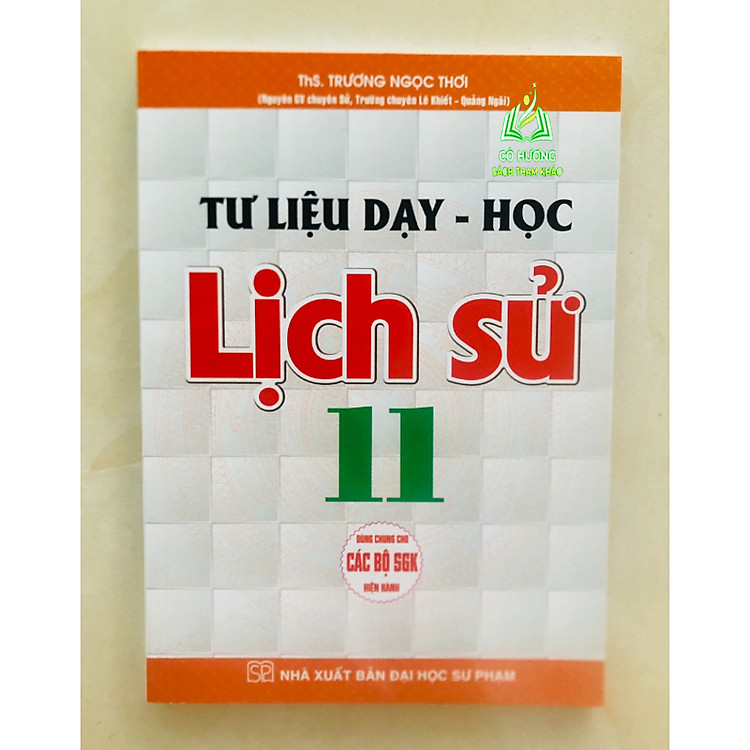 ThS. TRƯƠNG NGỌC THƠI
(Nguyên GV chuyên Sử, Trường chuyên Lê Khiết - Quảng Ngãi)
CÔ HƯƠNG
SÁCH THAM KHẢO
TƯ LIỆU DẠY - HỌC
Lịch sử
11
DÙNG CHUNG CHO
CÁC BỘ SGK
HIỆN HÀNH
SP NHÀ XUẤT BẢN ĐẠI HỌC SƯ PHẠM